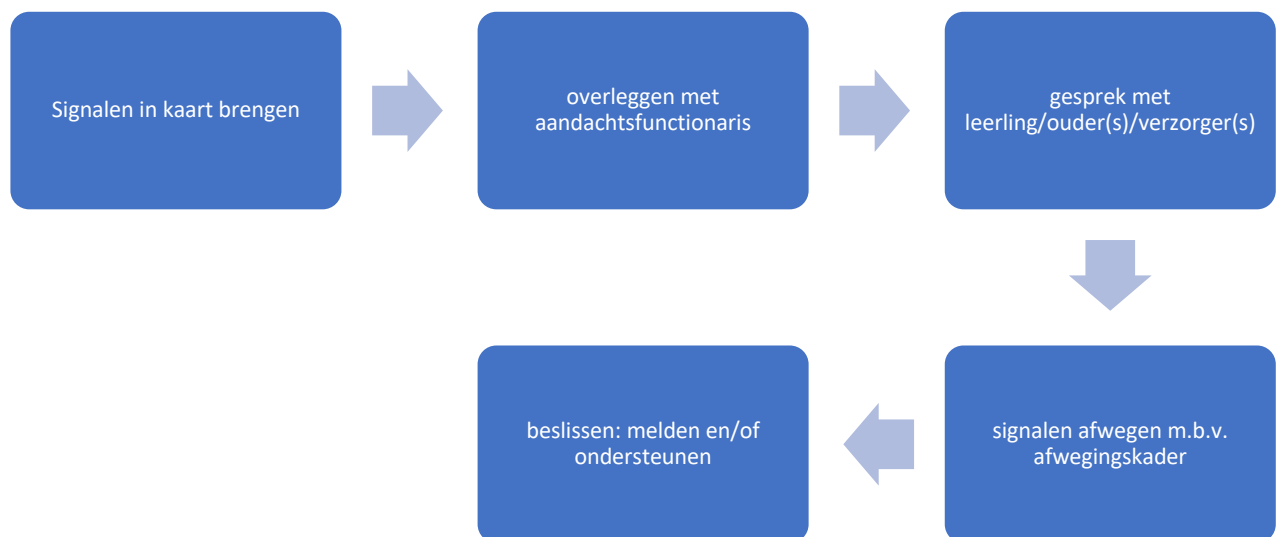 Signalen in kaart brengen
overleggen met
aandachtsfunctionaris
gesprek met
leerling/ouder(s)/verzorger(s)
signalen afwegen m.b.v.
afwegingskader
beslissen: melden en/of
ondersteunen